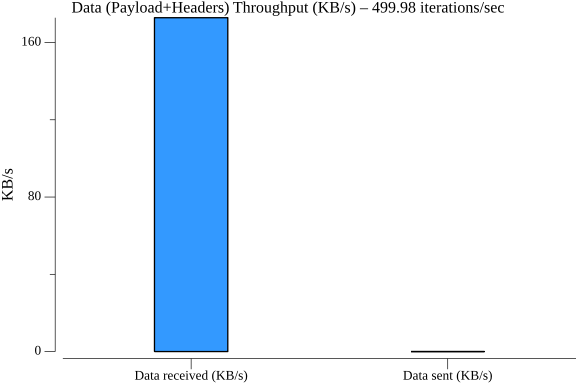 Data (Payload+Headers) Throughput (KB/s) – 499.98 iterations/sec
160
80
0
KB/s
Data received (KB/s)
Data sent (KB/s)